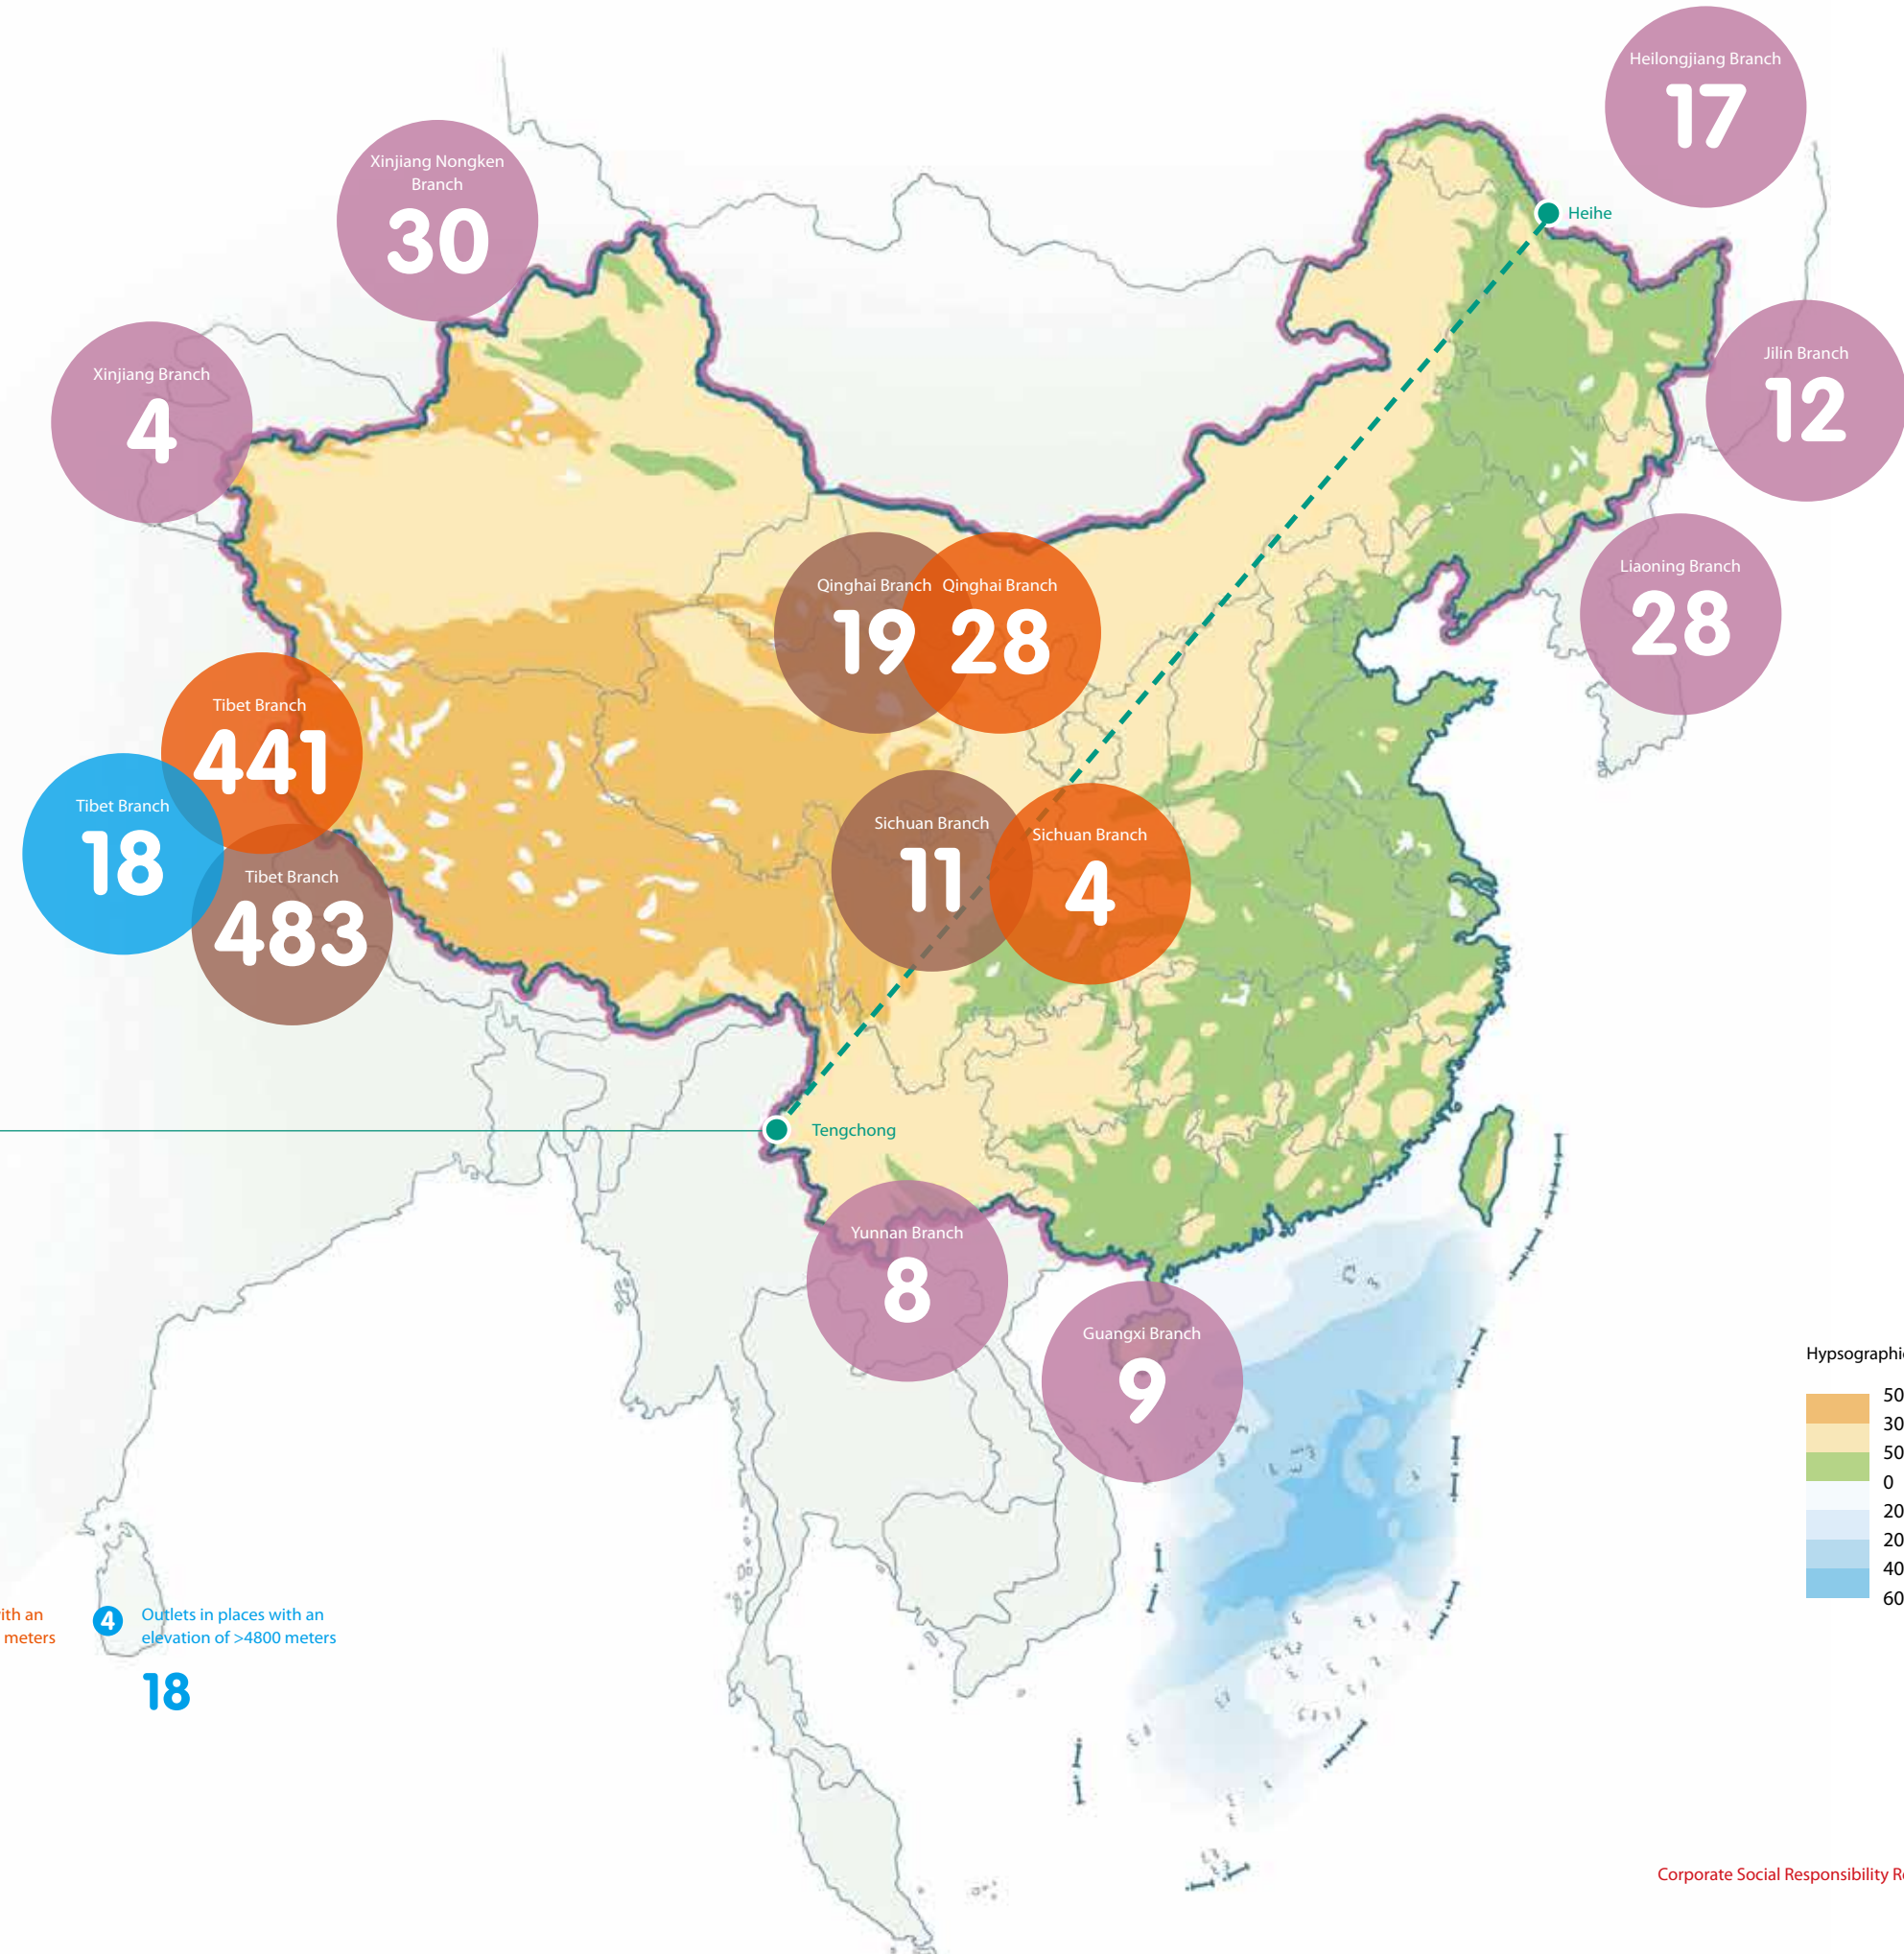 Heilongjiang Branch
17
Xinjiang Nongken
Branch
30
Heihe
Xinjiang Branch
4
Jilin Branch
12
Qinghai Branch
19
Qinghai Branch
28
Liaoning Branch
28
Tibet Branch
441
Tibet Branch
18
Tibet Branch
483
Sichuan Branch
11
Sichuan Branch
4
Tengchong
Yunnan Branch
8
Guangxi Branch
9
Hypsographi
50
30
50
0
20
20
40
60
ith an
meters
4
Outlets in places with an
elevation of >4800 meters
18
Corporate Social Responsibility R